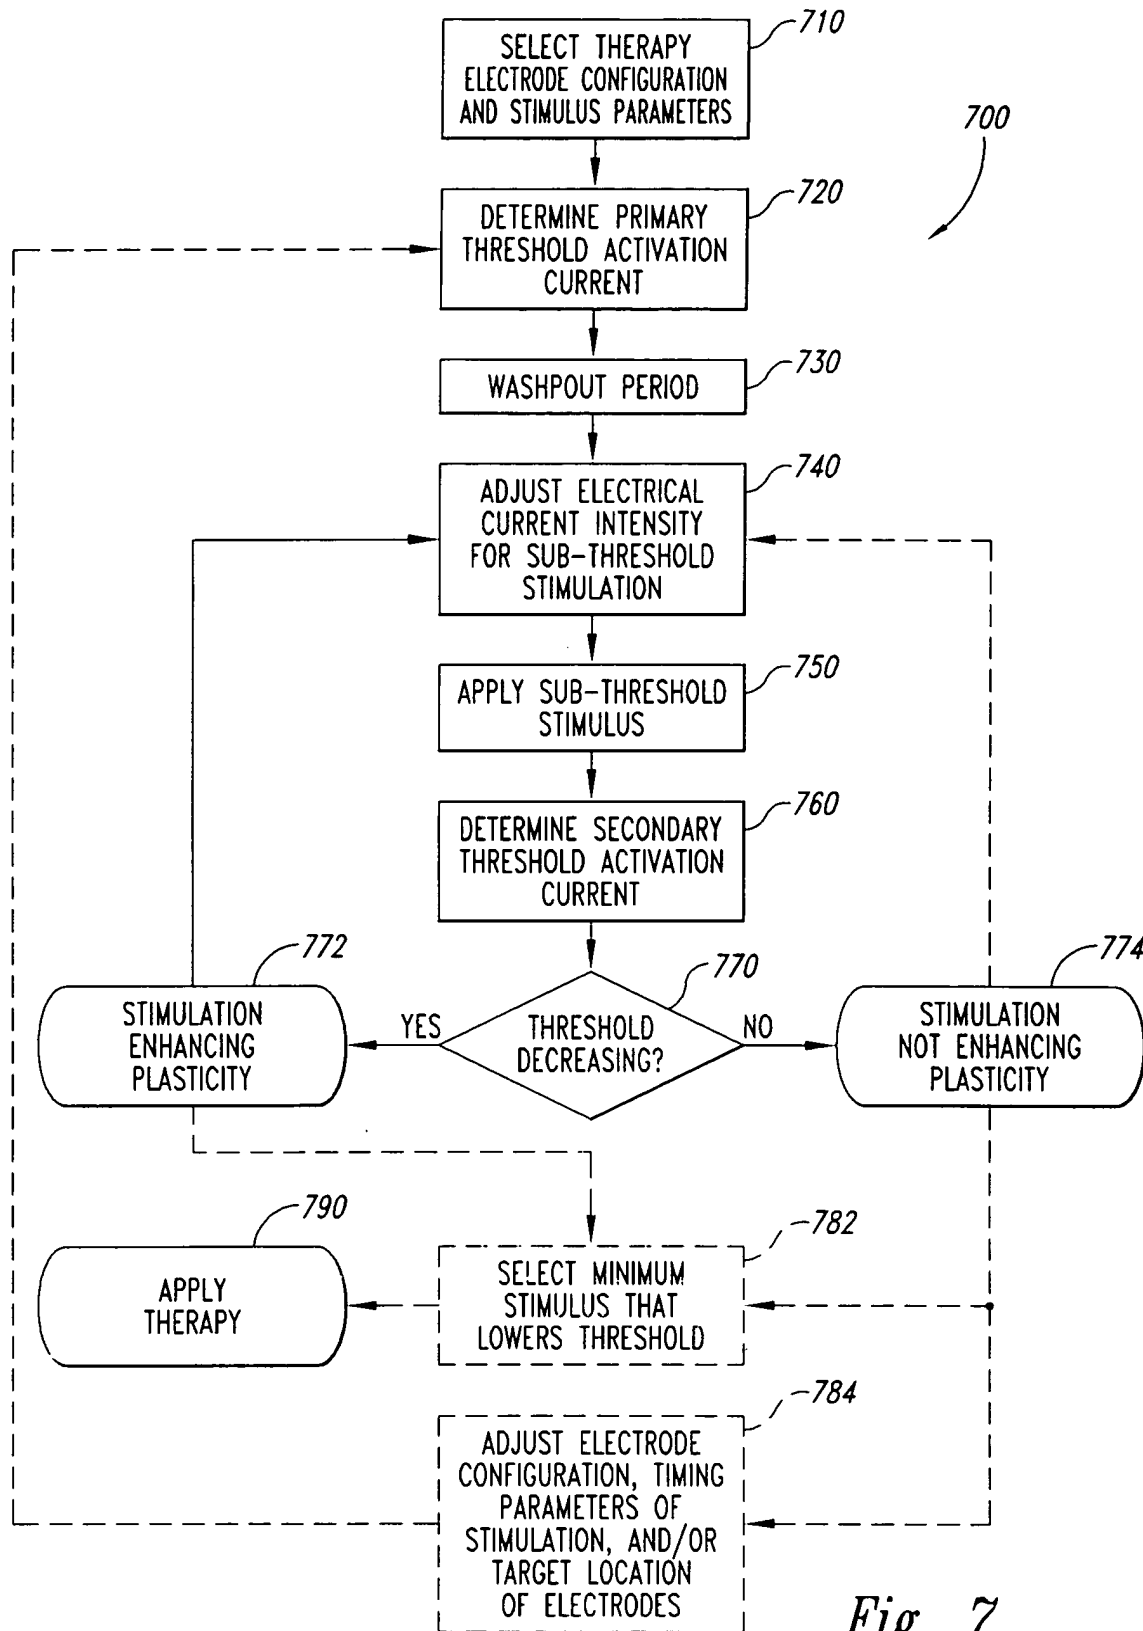 710
SELECT THERAPY
ELECTRODE CONFIGURATION
AND STIMULUS PARAMETERS
700
720
DETERMINE PRIMARY
THRESHOLD ACTIVATION
CURRENT
730
WASHPOUT PERIOD
740
ADJUST ELECTRICAL
CURRENT INTENSITY
FOR SUB-THRESHOLD
STIMULATION
750
APPLY SUB-THRESHOLD
STIMULUS
760
DETERMINE SECONDARY
THRESHOLD ACTIVATION
CURRENT
772
STIMULATION
ENHANCING
PLASTICITY
YES
770
THRESHOLD
DECREASING?
NO
774
STIMULATION
NOT ENHANCING
PLASTICITY
790
APPLY
THERAPY
782
SELECT MINIMUM
STIMULUS THAT
LOWERS THRESHOLD
784
ADJUST ELECTRODE
CONFIGURATION, TIMING
PARAMETERS OF
STIMULATION, AND/OR
TARGET LOCATION
OF ELECTRODES
Fig. 7